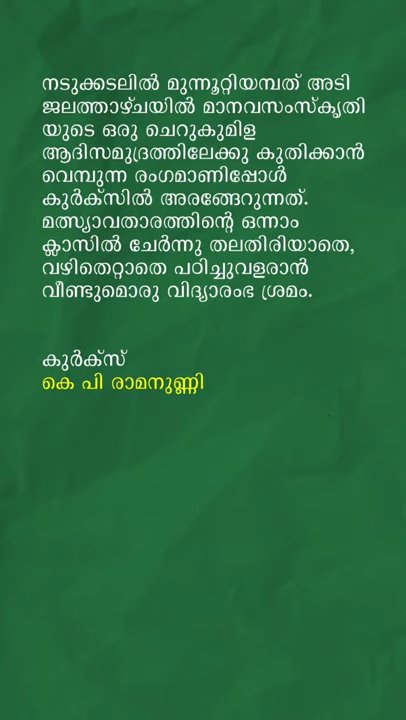 നടുക്കടലിൽ മുന്നൂറ്റിയമ്പത് അടി
ജലത്താഴ്ചയിൽ മാനവസംസ്കൃതി
യുടെ ഒരു ചെറുകുമിള
ആദിസമുദ്രത്തിലേക്കു കുതിക്കാൻ
വെമ്പുന്ന രംഗമാണിപ്പോൾ
കുർക്സിൽ അരങ്ങേറുന്നത്.
മത്സ്യാവതാരത്തിന്റെ ഒന്നാം
ക്ലാസിൽ ചേർന്നു തലതിരിയാതെ,
വഴിതെറ്റാതെ പഠിച്ചുവളരാൻ
വീണ്ടുമൊരു വിദ്യാരംഭ ശ്രമം.
കുർക്സ്
കെ പി രാമനുണ്ണി